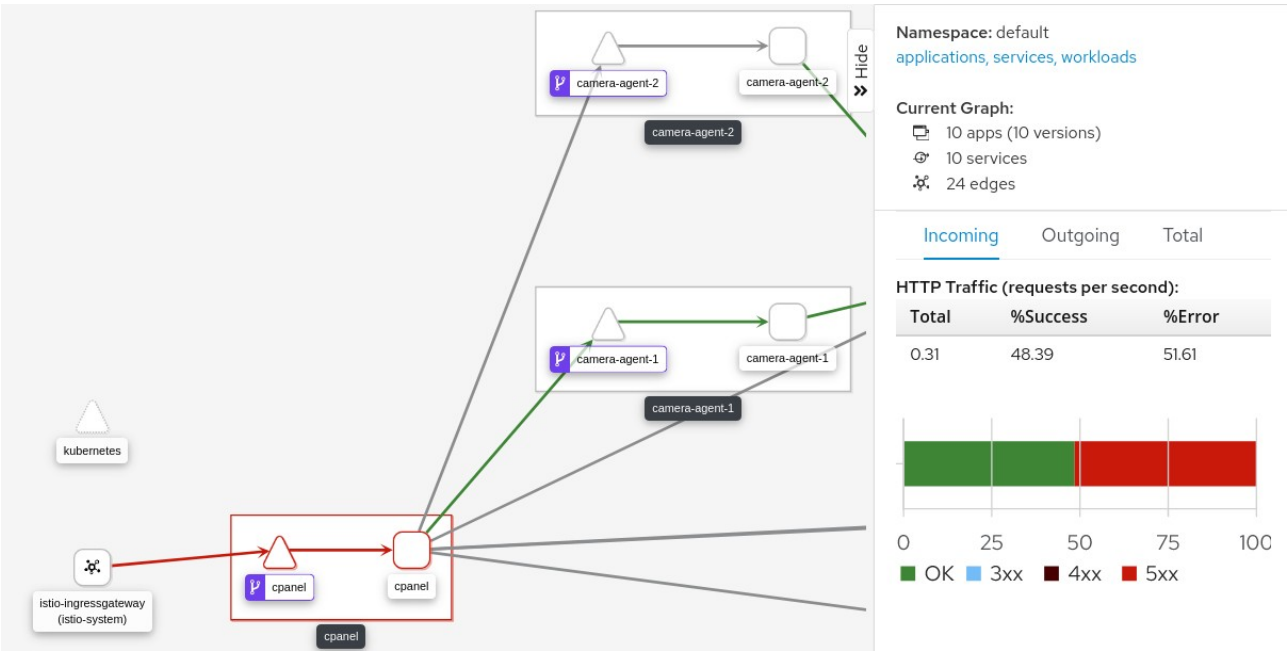 camera-agent-2
camera-agent-2
camera-agent-2
camera-agent-1
camera-agent-1
camera-agent-1
kubernetes
istio-ingressgateway
(istio-system)
cpanel
cpanel
cpanel
Hide
Namespace: default
applications, services, workloads
Current Graph:
10 apps (10 versions)
10 services
24 edges
Incoming Outgoing Total
HTTP Traffic (requests per second):
Total %Success %Error
0.31 48.39 51.61
0 25 50 75 100
OK 3xx 4xx 5xx